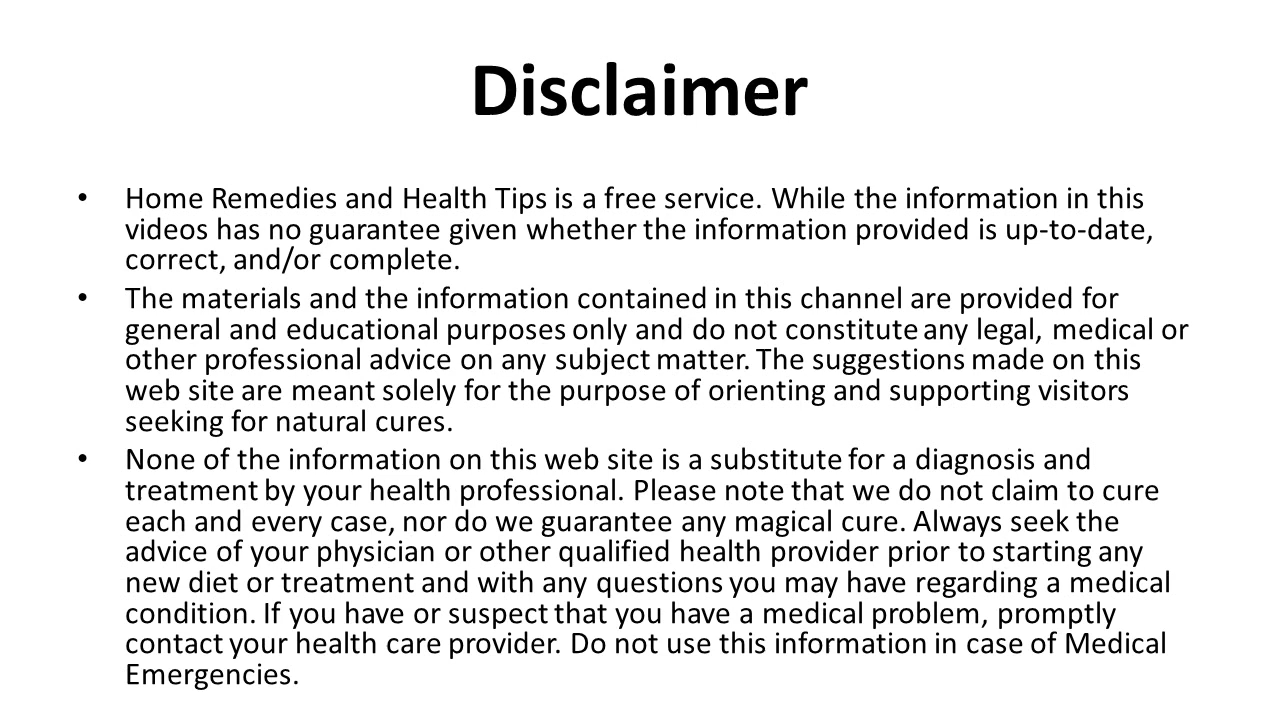 Disclaimer
• Home Remedies and Health Tips is a free service. While the information in this
videos has no guarantee given whether the information provided is up-to-date,
correct, and/or complete.
• The materials and the information contained in this channel are provided for
general and educational purposes only and do not constitute any legal, medical or
other professional advice on any subject matter. The suggestions made on this
web site are meant solely for the purpose of orienting and supporting visitors
seeking for natural cures.
• None of the information on this web site is a substitute for a diagnosis and
treatment by your health professional. Please note that we do not claim to cure
each and every case, nor do we guarantee any magical cure. Always seek the
advice of your physician or other qualified health provider prior to starting any
new diet or treatment and with any questions you may have regarding a medical
condition. If you have or suspect that you have a medical problem, promptly
contact your health care provider. Do not use this information in case of Medical
Emergencies.